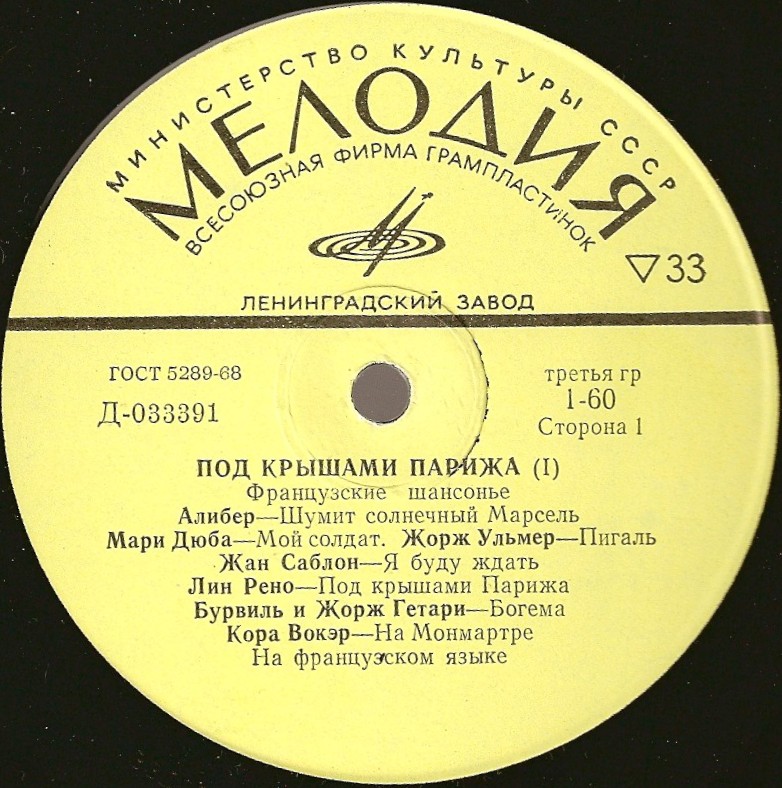 МИНИСТЕРСТВО КУЛЬТУРЫ СССР
МЕЛОДИЯ
ВСЕСОЮЗНАЯ ФИРМА ГРАМПЛАСТИНОК
33
ЛЕНИНГРАДСКИЙ ЗАВОД
ГОСТ 5289-68
Д-033391
третья гр
1-60
Сторона 1
ПОД КРЫШАМИ ПАРИЖА (I)
Французские шансонье
Алибер—Шумит солнечный Марсель
Мари Дюба—Мой солдат. Жорж Ульмер—Пигаль
Жан Саблон—Я буду ждать
Лин Рено—Под крышами Парижа
Бурвиль и Жорж Гетари—Богема
Кора Вокэр—На Монмартре
На французском языке